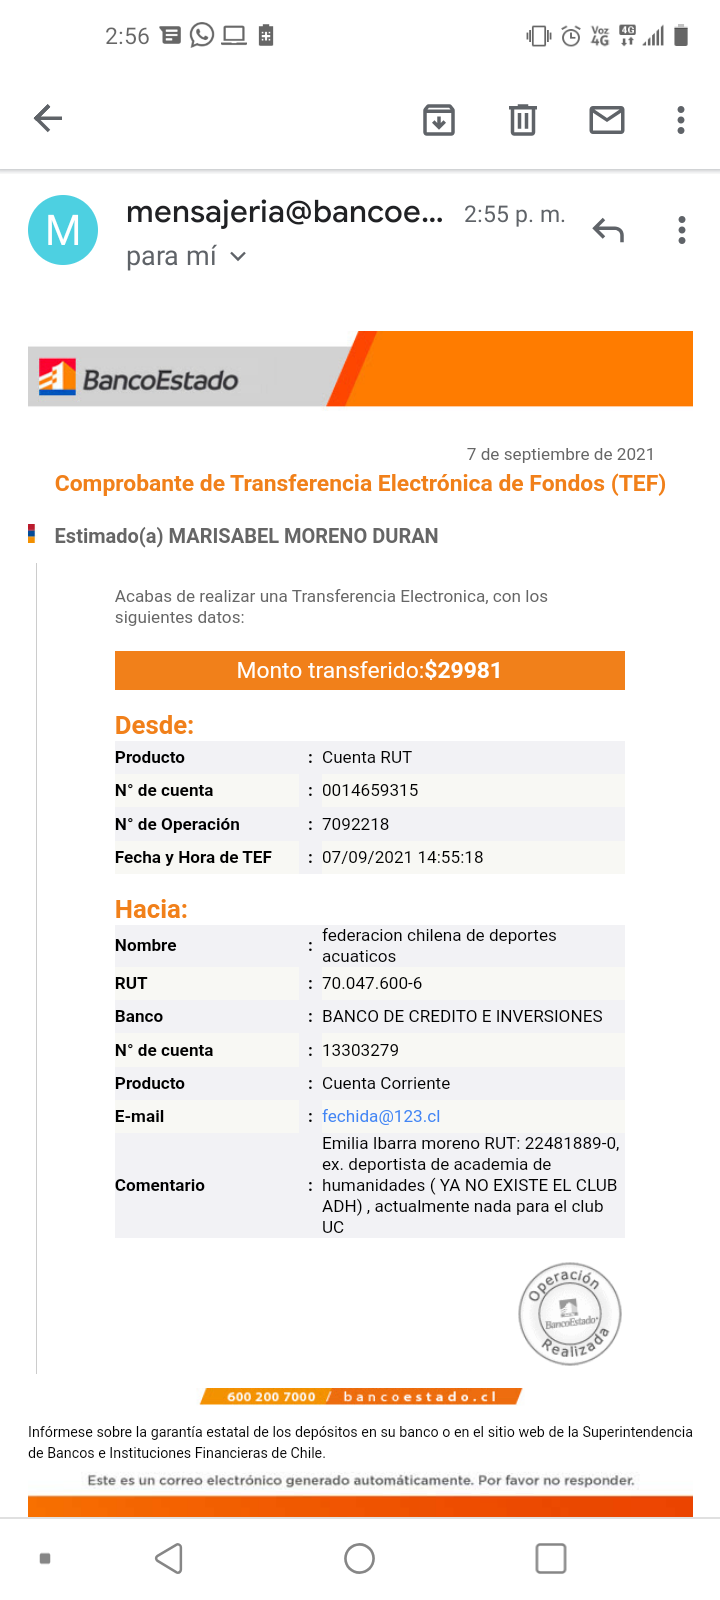 2:56
Voz 4G 4G
mensajeria@bancoe... 2:55 p. m.
M
para mí
BancoEstado
7 de septiembre de 2021
Comprobante de Transferencia Electrónica de Fondos (TEF)
Estimado(a) MARISABEL MORENO DURAN
Acabas de realizar una Transferencia Electronica, con los
siguientes datos:
Monto transferido:$29981
Desde:
Producto : Cuenta RUT
N° de cuenta : 0014659315
N° de Operación : 7092218
Fecha y Hora de TEF : 07/09/2021 14:55:18
Hacia:
Nombre : federacion chilena de deportes
acuaticos
RUT : 70.047.600-6
Banco : BANCO DE CREDITO E INVERSIONES
N° de cuenta : 13303279
Producto : Cuenta Corriente
E-mail : fechida@123.cl
Comentario : Emilia Ibarra moreno RUT: 22481889-0,
ex. deportista de academia de
humanidades ( YA NO EXISTE EL CLUB
ADH) , actualmente nada para el club
UC
Operación
BancoEstado
Realizada
600 200 7000 / bancoestado.cl
Infórmese sobre la garantía estatal de los depósitos en su banco o en el sitio web de la Superintendencia
de Bancos e Instituciones Financieras de Chile.
Este es un correo electrónico generado automáticamente. Por favor no responder.